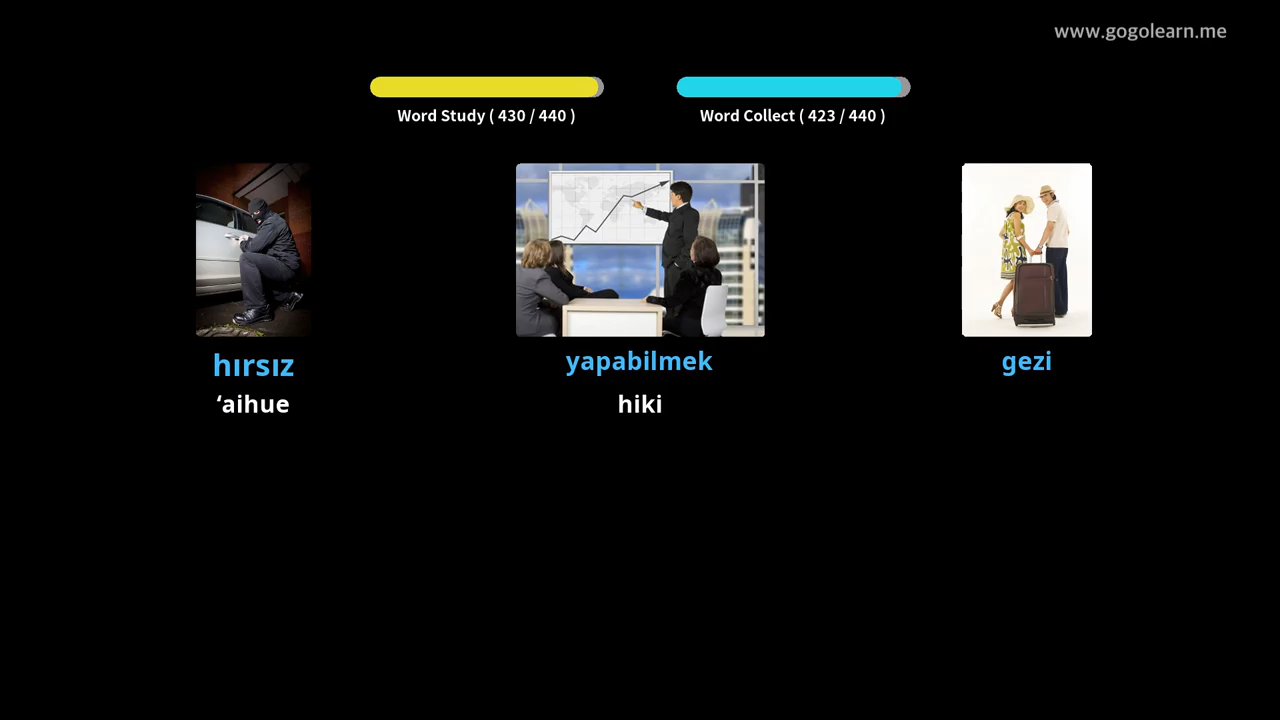 www.gogolearn.me
Word Study ( 430 / 440 )
Word Collect ( 423 / 440 )
hırsız
yapabilmek
gezi
‘aihue
hiki